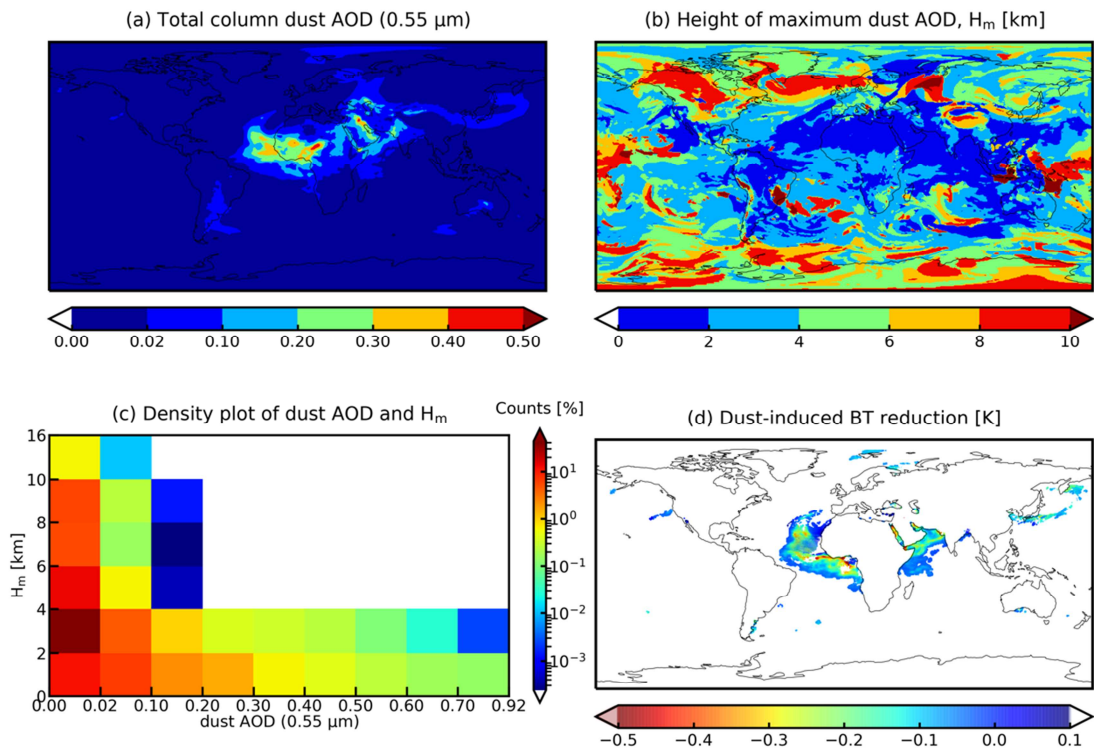 (a) Total column dust AOD (0.55 μm)
(b) Height of maximum dust AOD, Hₘ [km]
0.00 0.02 0.10 0.20 0.30 0.40 0.50
0 2 4 6 8 10
(c) Density plot of dust AOD and Hₘ
Counts [%]
(d) Dust-induced BT reduction [K]
16
10
8
6
4
2
0
Hₘ [km]
0.00 0.02 0.10 0.20 0.30 0.40 0.50 0.60 0.70 0.92
dust AOD (0.55 μm)
10¹
10⁰
10⁻¹
10⁻²
10⁻³
−0.5 −0.4 −0.3 −0.2 −0.1 0.0 0.1